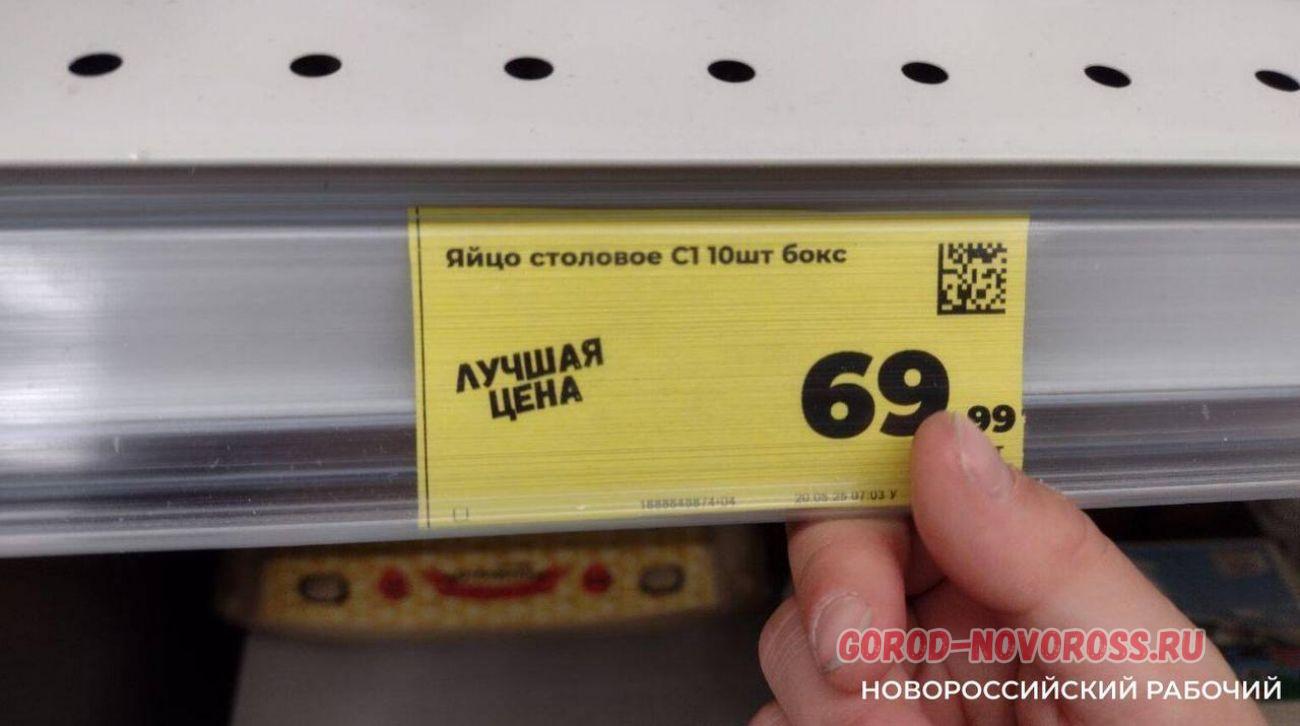 Яйцо столовое С1 10шт бокс
ЛУЧШАЯ
ЦЕНА
69
99
20.05.25 07:03 У
GOROD-NOVOROSS.RU
НОВОРОССИЙСКИЙ РАБОЧИЙ